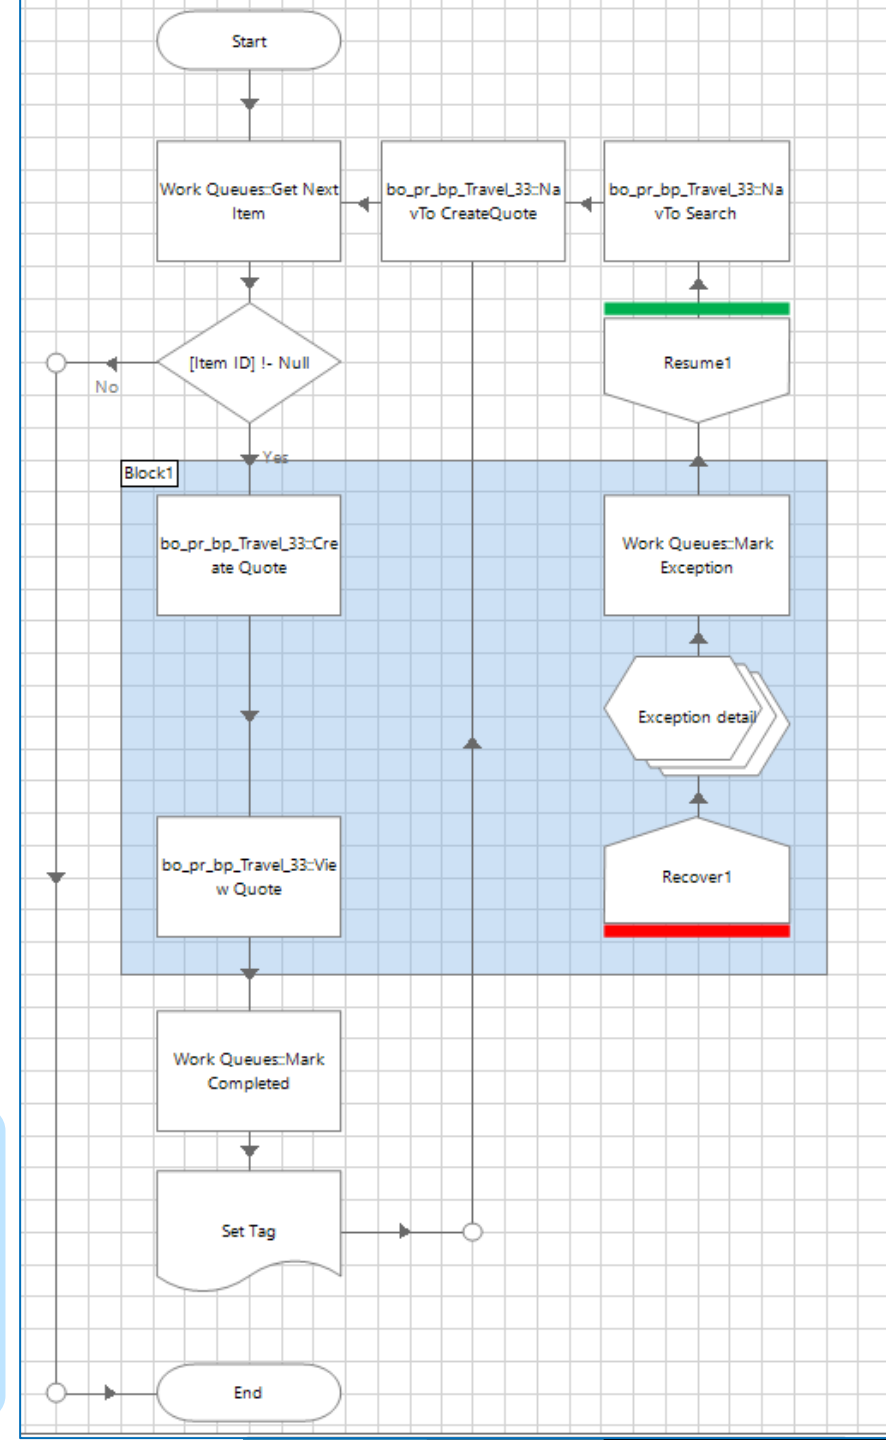 Start
Work Queues::Get Next
Item
bo_pr_bp_Travel_33::Na
vTo CreateQuote
bo_pr_bp_Travel_33::Na
vTo Search
[Item ID] !- Null
No
Yes
Resume1
Block1
bo_pr_bp_Travel_33::Cre
ate Quote
Work Queues::Mark
Exception
Exception detail
bo_pr_bp_Travel_33::Vie
w Quote
Recover1
Work Queues::Mark
Completed
Set Tag
End